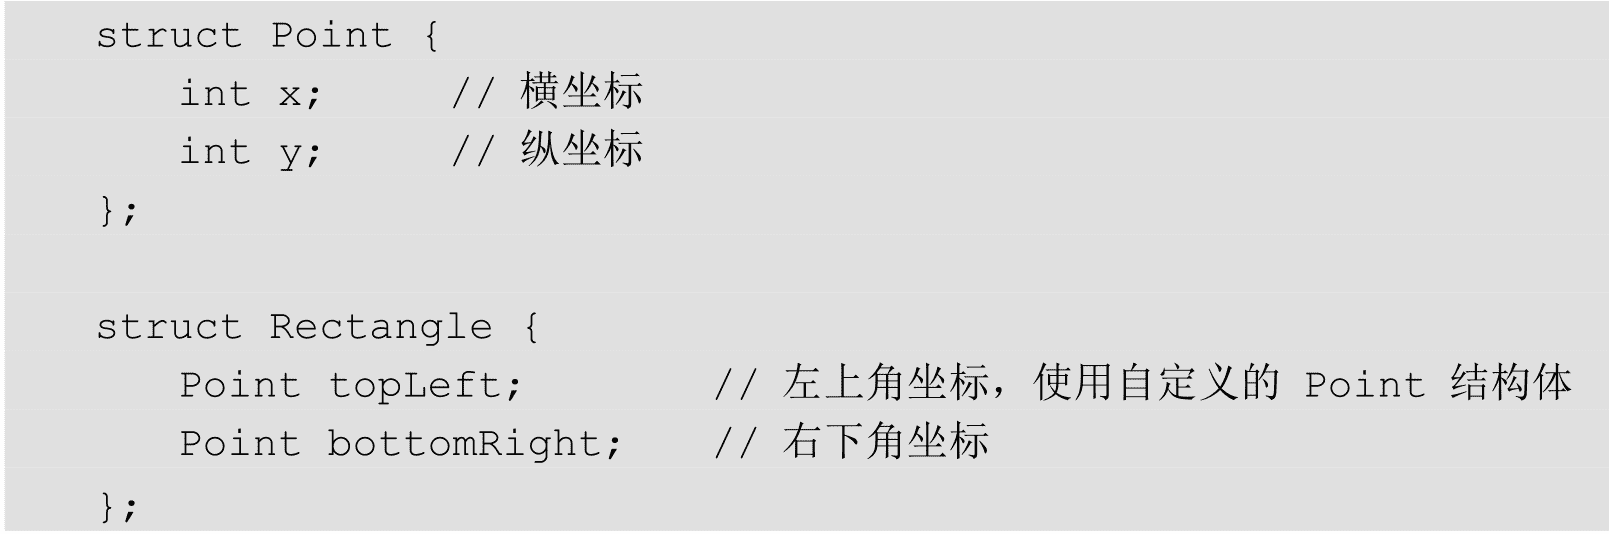 struct Point {
    int x;      // 横坐标
    int y;      // 纵坐标
};

struct Rectangle {
    Point topLeft;         // 左上角坐标，使用自定义的 Point 结构体
    Point bottomRight;    // 右下角坐标
};